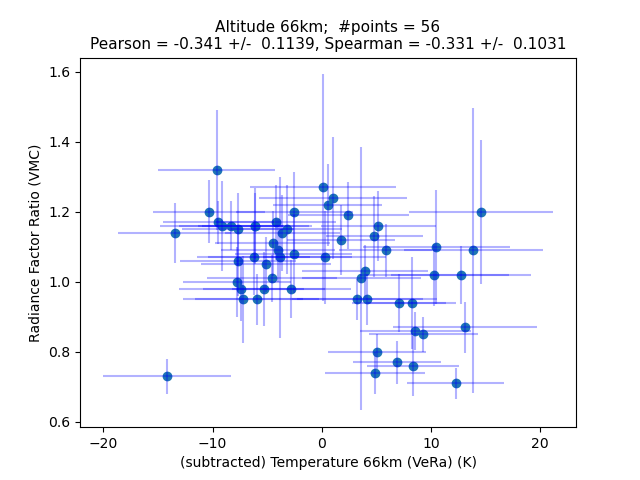 Altitude 66km;  #points = 56
Pearson = -0.341 +/-  0.1139, Spearman = -0.331 +/-  0.1031
Radiance Factor Ratio (VMC)
1.6
1.4
1.2
1.0
0.8
0.6
−20
−10
0
10
20
(subtracted) Temperature 66km (VeRa) (K)